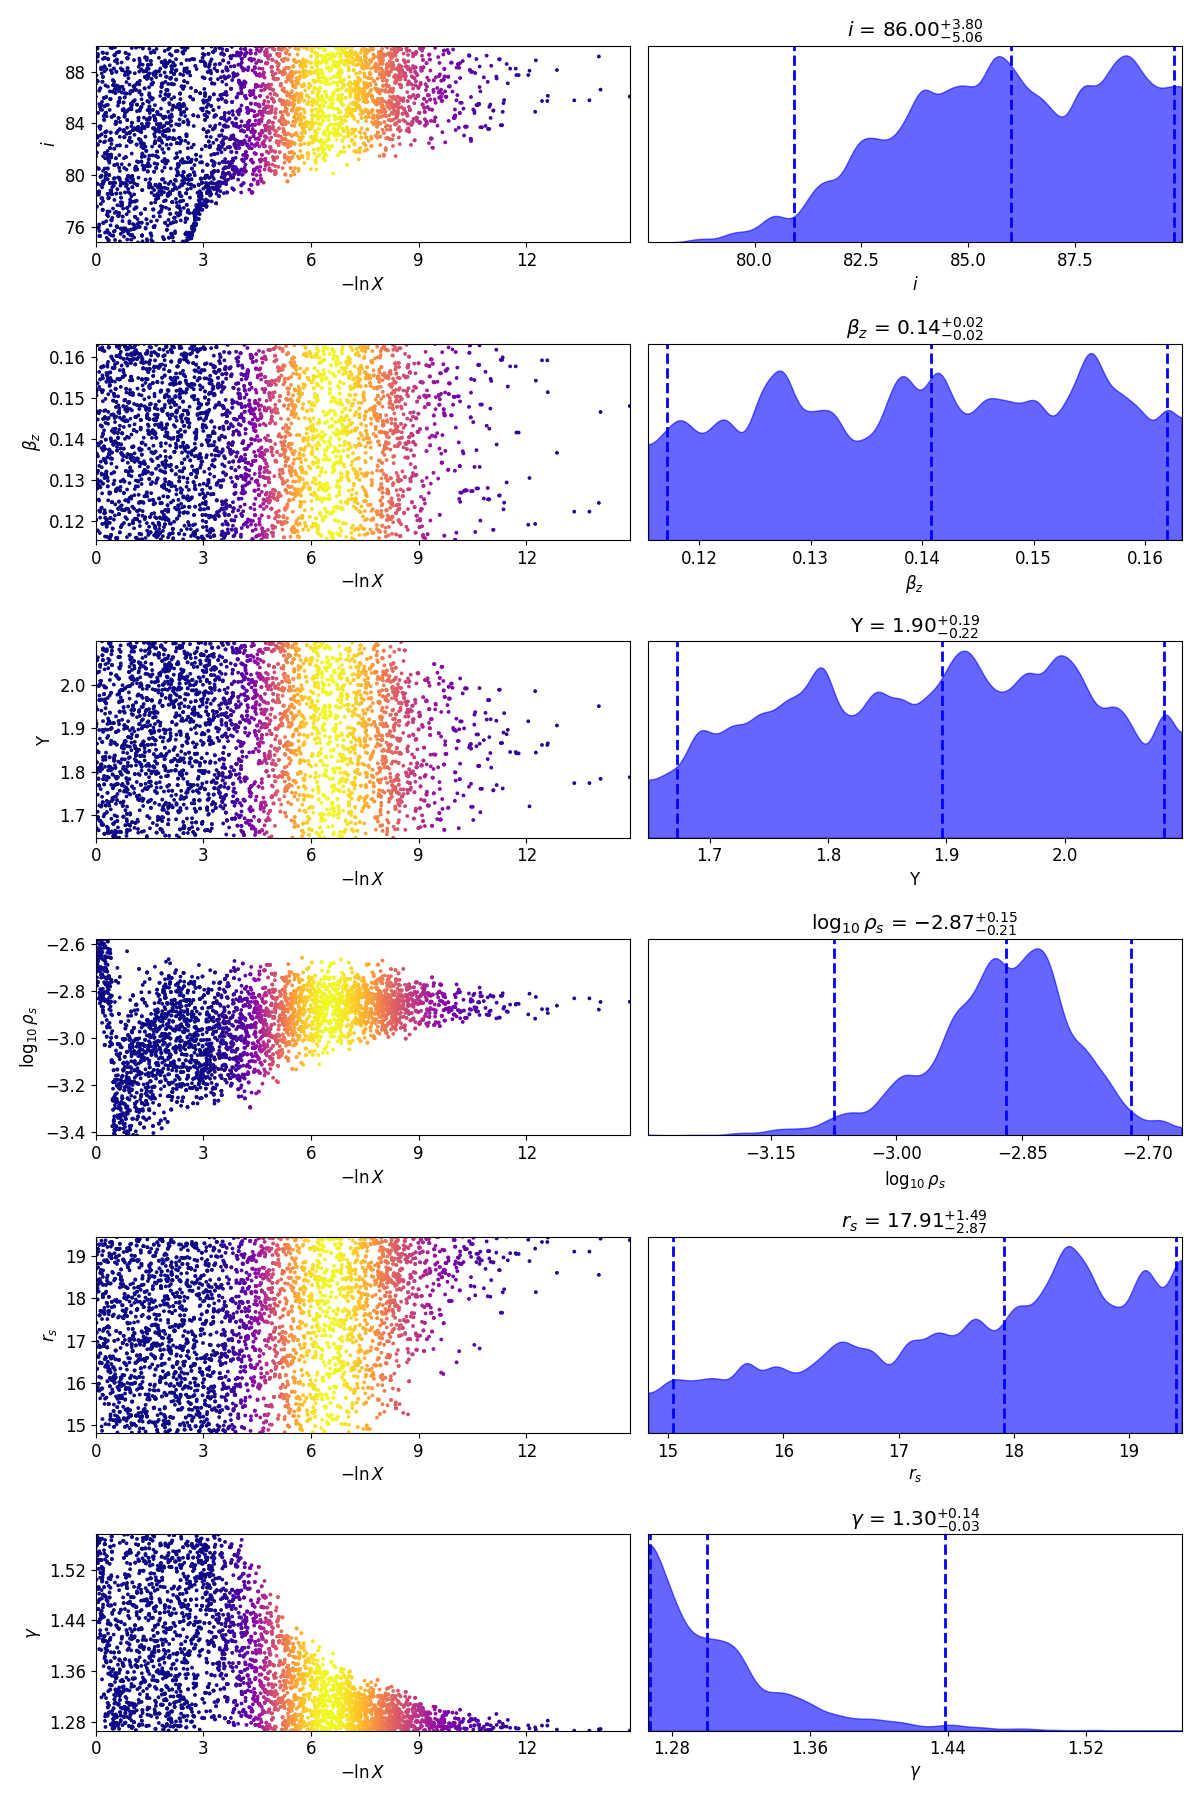 i = 86.00 +3.80 −5.06
88
84
80
76
i
0 3 6 9 12
−ln X
80.0 82.5 85.0 87.5
i
β_z = 0.14 +0.02 −0.02
0.16
0.15
0.14
0.13
0.12
β_z
0 3 6 9 12
−ln X
0.12 0.13 0.14 0.15 0.16
β_z
Y = 1.90 +0.19 −0.22
2.0
1.9
1.8
1.7
Y
0 3 6 9 12
−ln X
1.7 1.8 1.9 2.0
Y
log₁₀ ρ_s = −2.87 +0.15 −0.21
−2.6
−2.8
−3.0
−3.2
−3.4
log₁₀ ρ_s
0 3 6 9 12
−ln X
−3.15 −3.00 −2.85 −2.70
log₁₀ ρ_s
r_s = 17.91 +1.49 −2.87
19
18
17
16
15
r_s
0 3 6 9 12
−ln X
15 16 17 18 19
r_s
γ = 1.30 +0.14 −0.03
1.52
1.44
1.36
1.28
γ
0 3 6 9 12
−ln X
1.28 1.36 1.44 1.52
γ